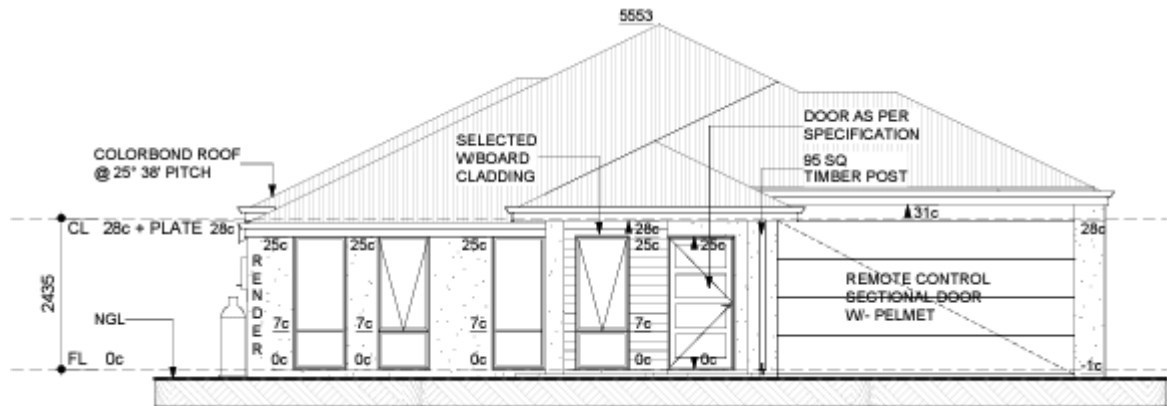 5553
COLORBOND ROOF
@ 25° 38' PITCH
SELECTED
W/BOARD
CLADDING
DOOR AS PER
SPECIFICATION
95 SQ
TIMBER POST
31c
CL 28c + PLATE 28c
28c
28c
25c 25c 25c 25c 25c
RENDER
2435
REMOTE CONTROL
SECTIONAL DOOR
W/- PELMET
NGL
7c 7c 7c 7c
FL 0c
0c 0c 0c 0c 0c
-1c